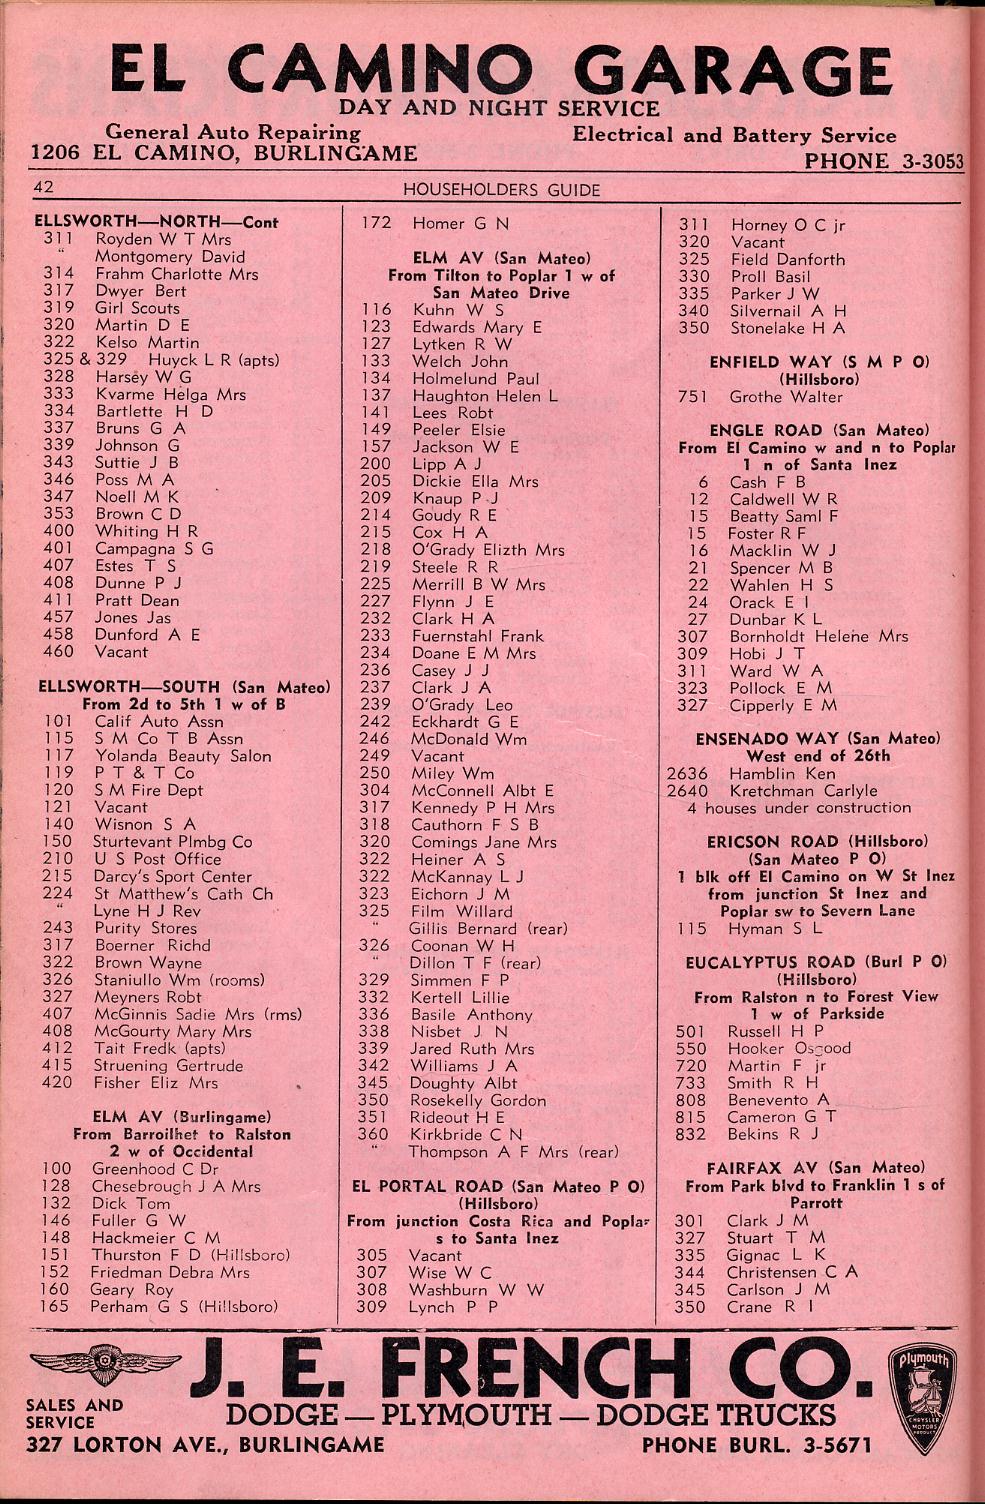 EL CAMINO GARAGE
DAY AND NIGHT SERVICE
General Auto Repairing
Electrical and Battery Service
1206 EL CAMINO, BURLINGAME
PHONE 3-3053
42
HOUSEHOLDERS GUIDE
ELLSWORTH—NORTH—Cont
311 Royden W T Mrs
" Montgomery David
314 Frahm Charlotte Mrs
317 Dwyer Bert
319 Girl Scouts
320 Martin D E
322 Kelso Martin
325 & 329 Huyck L R (apts)
328 Harsey W G
333 Kvarme Helga Mrs
334 Bartlette H D
337 Bruns G A
339 Johnson G
343 Suttie J B
346 Poss M A
347 Noell M K
353 Brown C D
400 Whiting H R
401 Campagna S G
407 Estes T S
408 Dunne P J
411 Pratt Dean
457 Jones Jas
458 Dunford A E
460 Vacant
ELLSWORTH—SOUTH (San Mateo)
From 2d to 5th 1 w of B
101 Calif Auto Assn
115 S M Co T B Assn
117 Yolanda Beauty Salon
119 P T & T Co
120 S M Fire Dept
121 Vacant
140 Wisnon S A
150 Sturtevant Plmbg Co
210 U S Post Office
215 Darcy's Sport Center
224 St Matthew's Cath Ch
" Lyne H J Rev
243 Purity Stores
317 Boerner Richd
322 Brown Wayne
326 Staniullo Wm (rooms)
327 Meyners Robt
407 McGinnis Sadie Mrs (rms)
408 McGourty Mary Mrs
412 Tait Fredk (apts)
415 Struening Gertrude
420 Fisher Eliz Mrs
ELM AV (Burlingame)
From Barroilhet to Ralston
2 w of Occidental
100 Greenhood C Dr
128 Chesebrough J A Mrs
132 Dick Tom
146 Fuller G W
148 Hackmeier C M
151 Thurston F D (Hillsboro)
152 Friedman Debra Mrs
160 Geary Roy
165 Perham G S (Hillsboro)
172 Homer G N
ELM AV (San Mateo)
From Tilton to Poplar 1 w of
San Mateo Drive
116 Kuhn W S
123 Edwards Mary E
127 Lytken R W
133 Welch John
134 Holmelund Paul
137 Haughton Helen L
141 Lees Robt
149 Peeler Elsie
157 Jackson W E
200 Lipp A J
205 Dickie Ella Mrs
209 Knaup P J
214 Goudy R E
215 Cox H A
218 O'Grady Elizth Mrs
219 Steele R R
225 Merrill B W Mrs
227 Flynn J E
232 Clark H A
233 Fuernstahl Frank
234 Doane E M Mrs
236 Casey J J
237 Clark J A
239 O'Grady Leo
242 Eckhardt G E
246 McDonald Wm
249 Vacant
250 Miley Wm
304 McConnell Albt E
317 Kennedy P H Mrs
318 Cauthorn F S B
320 Comings Jane Mrs
322 Heiner A S
322 McKannay L J
323 Eichorn J M
325 Film Willard
" Gillis Bernard (rear)
326 Coonan W H
" Dillon T F (rear)
329 Simmen F P
332 Kertell Lillie
336 Basile Anthony
338 Nisbet J N
339 Jared Ruth Mrs
342 Williams J A
345 Doughty Albt
350 Rosekelly Gordon
351 Rideout H E
360 Kirkbride C N
" Thompson A F Mrs (rear)
EL PORTAL ROAD (San Mateo P O)
(Hillsboro)
From junction Costa Rica and Poplar
s to Santa Inez
305 Vacant
307 Wise W C
308 Washburn W W
309 Lynch P P
311 Horney O C jr
320 Vacant
325 Field Danforth
330 Proll Basil
335 Parker J W
340 Silvernail A H
350 Stonelake H A
ENFIELD WAY (S M P O)
(Hillsboro)
751 Grothe Walter
ENGLE ROAD (San Mateo)
From El Camino w and n to Poplar
1 n of Santa Inez
6 Cash F B
12 Caldwell W R
15 Beatty Saml F
15 Foster R F
16 Macklin W J
21 Spencer M B
22 Wahlen H S
24 Orack E I
27 Dunbar K L
307 Bornholdt Helene Mrs
309 Hobi J T
311 Ward W A
323 Pollock E M
327 Cipperly E M
ENSENADO WAY (San Mateo)
West end of 26th
2636 Hamblin Ken
2640 Kretchman Carlyle
4 houses under construction
ERICSON ROAD (Hillsboro)
(San Mateo P O)
1 blk off El Camino on W St Inez
from junction St Inez and
Poplar sw to Severn Lane
115 Hyman S L
EUCALYPTUS ROAD (Burl P O)
(Hillsboro)
From Ralston n to Forest View
1 w of Parkside
501 Russell H P
550 Hooker Osgood
720 Martin F jr
733 Smith R H
808 Benevento A
815 Cameron G T
832 Bekins R J
FAIRFAX AV (San Mateo)
From Park blvd to Franklin 1 s of
Parrott
301 Clark J M
327 Stuart T M
335 Gignac L K
344 Christensen C A
345 Carlson J M
350 Crane R I
J. E. FRENCH CO.
SALES AND
SERVICE
DODGE — PLYMOUTH — DODGE TRUCKS
327 LORTON AVE., BURLINGAME
PHONE BURL. 3-5671
Plymouth
CHRYSLER
MOTORS
PRODUCT